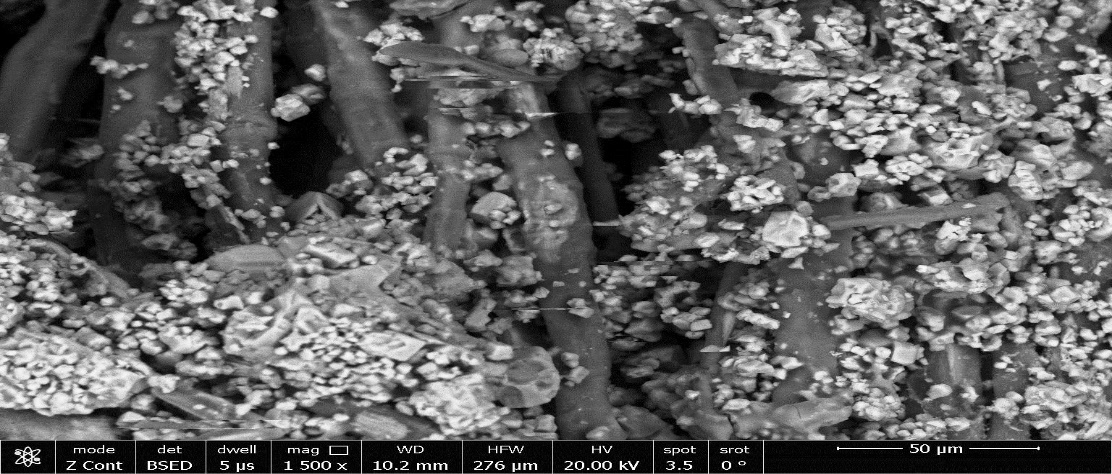 mode det dwell mag WD HFW HV spot srot 50 µm
Z Cont BSED 5 µs 1 500 x 10.2 mm 276 µm 20.00 kV 3.5 0 °